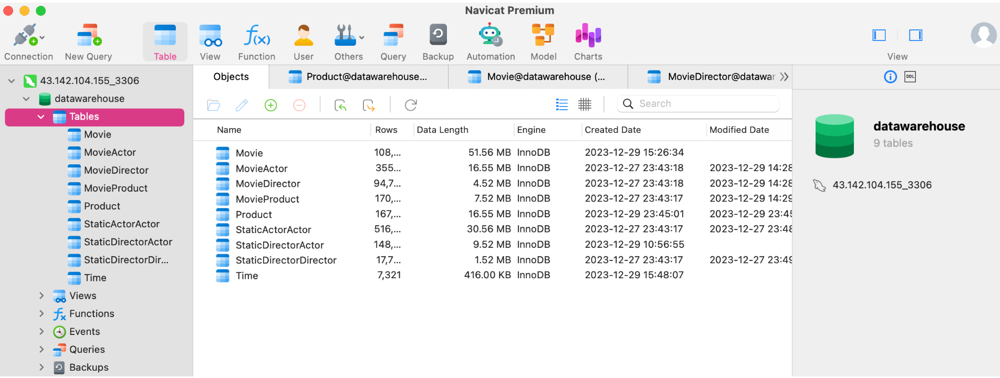 Navicat Premium
Connection New Query Table View Function User Others Query Backup Automation Model Charts View
43.142.104.155_3306
datawarehouse
Tables
Movie
MovieActor
MovieDirector
MovieProduct
Product
StaticActorActor
StaticDirectorActor
StaticDirectorDir...
Time
Views
Functions
Events
Queries
Backups
Objects Product@datawarehouse... Movie@datawarehouse (... MovieDirector@datawar
Search
Name Rows Data Length Engine Created Date Modified Date
Movie 108,... 51.56 MB InnoDB 2023-12-29 15:26:34
MovieActor 355... 16.55 MB InnoDB 2023-12-27 23:43:18 2023-12-29 14:28
MovieDirector 94,7... 4.52 MB InnoDB 2023-12-27 23:43:18 2023-12-29 14:28
MovieProduct 170,... 7.52 MB InnoDB 2023-12-27 23:43:17 2023-12-29 14:29
Product 167,... 16.55 MB InnoDB 2023-12-29 23:45:01 2023-12-29 23:45
StaticActorActor 516,... 30.56 MB InnoDB 2023-12-27 23:43:17 2023-12-27 23:48
StaticDirectorActor 148,... 9.52 MB InnoDB 2023-12-29 10:56:55
StaticDirectorDirector 17,7... 1.52 MB InnoDB 2023-12-27 23:43:17 2023-12-27 23:49
Time 7,321 416.00 KB InnoDB 2023-12-29 15:48:07
DDL
datawarehouse
9 tables
43.142.104.155_3306